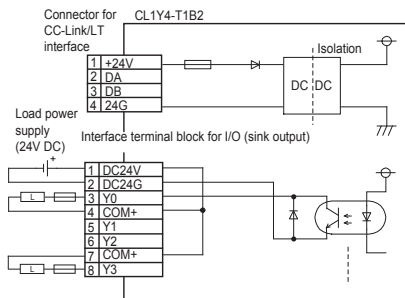 Connector for
CC-Link/LT
interface
CL1Y4-T1B2
Isolation
1 +24V
2 DA
3 DB
4 24G
DC DC
Load power
supply
(24V DC)
Interface terminal block for I/O (sink output)
+
1 DC24V
2 DC24G
3 Y0
4 COM+
5 Y1
6 Y2
7 COM+
8 Y3
L
L